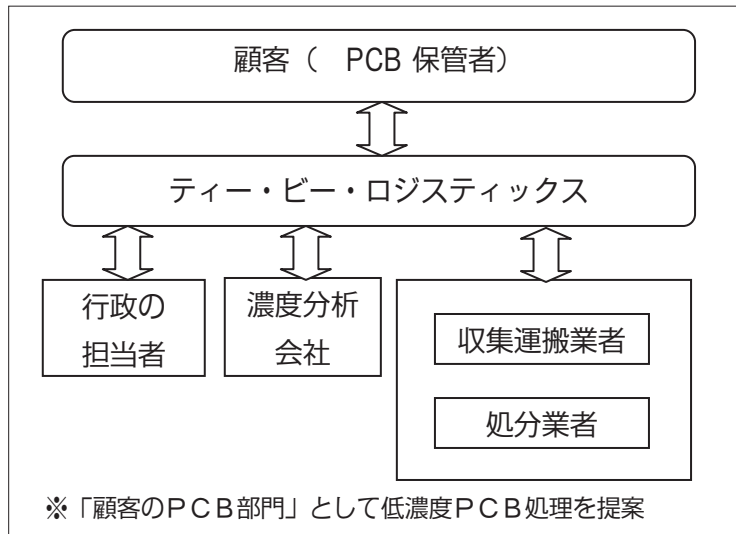 顧客（　PCB 保管者）
ティー・ビー・ロジスティックス
行政の
担当者
濃度分析
会社
収集運搬業者
処分業者
※「顧客のＰＣＢ部門」として低濃度ＰＣＢ処理を提案